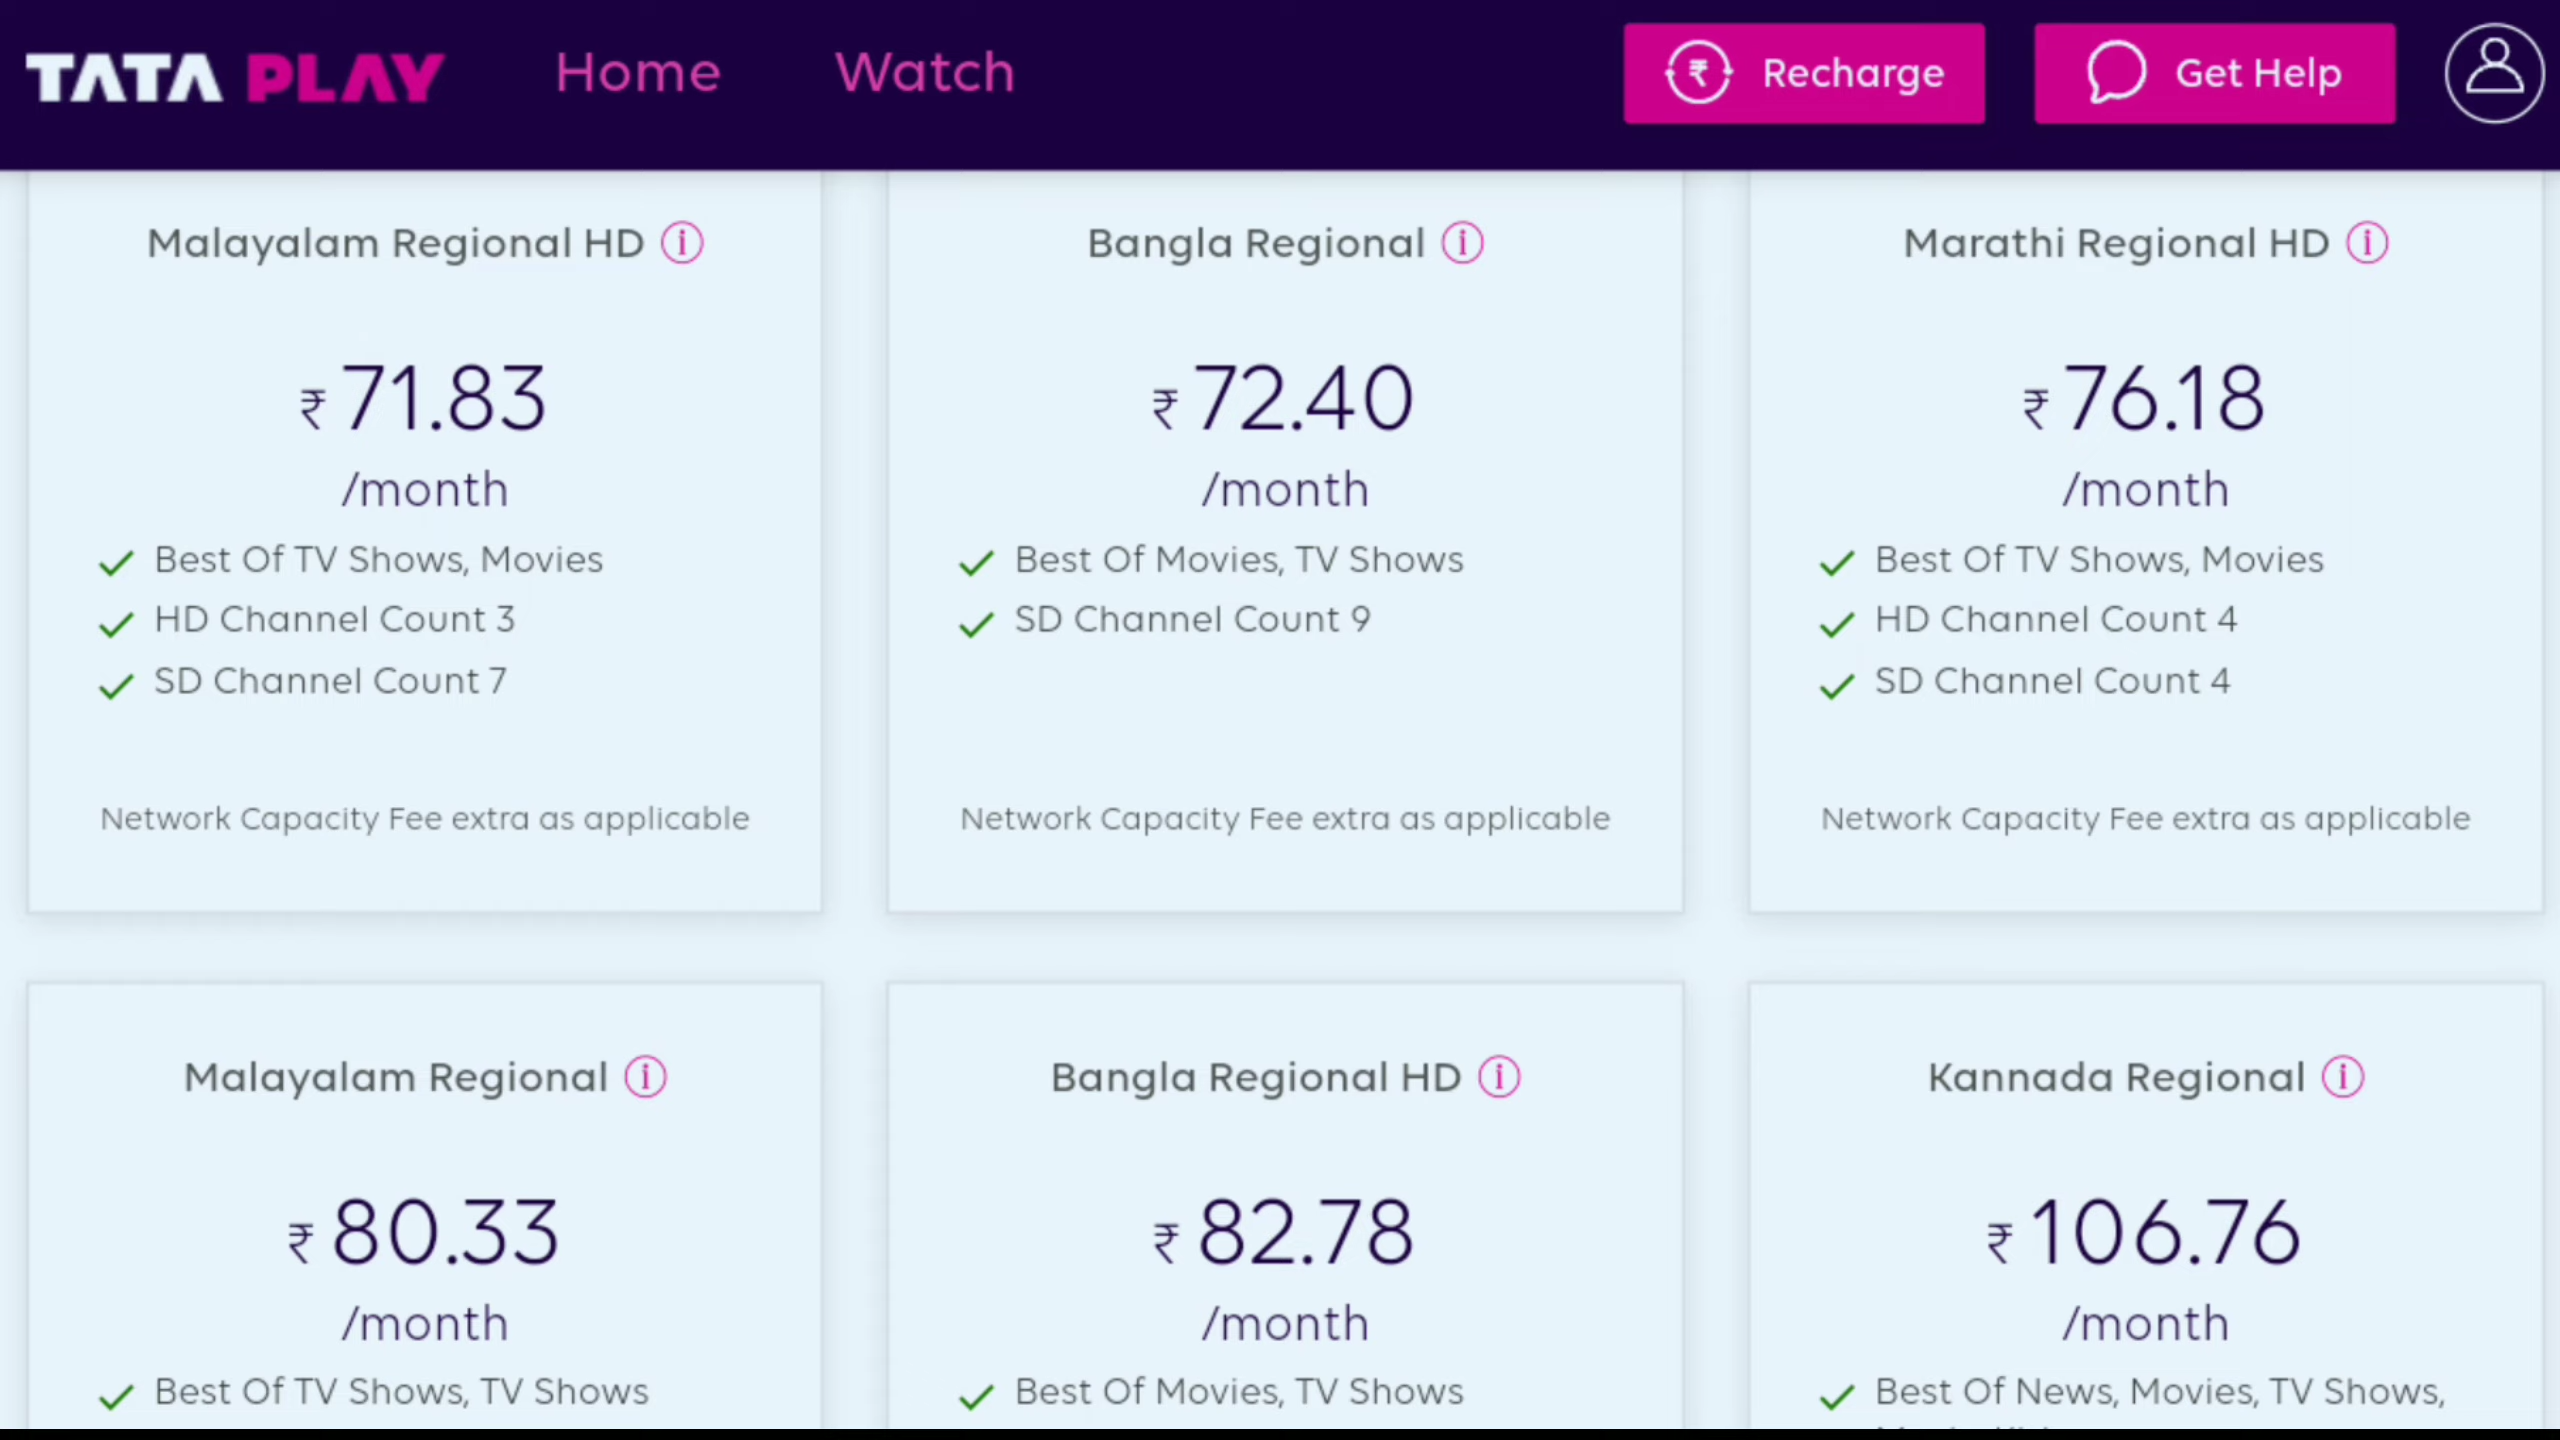 TATA PLAY Home Watch Recharge Get Help
Malayalam Regional HD
₹ 71.83
/month
Best Of TV Shows, Movies
HD Channel Count 3
SD Channel Count 7
Network Capacity Fee extra as applicable
Bangla Regional
₹ 72.40
/month
Best Of Movies, TV Shows
SD Channel Count 9
Network Capacity Fee extra as applicable
Marathi Regional HD
₹ 76.18
/month
Best Of TV Shows, Movies
HD Channel Count 4
SD Channel Count 4
Network Capacity Fee extra as applicable
Malayalam Regional
₹ 80.33
/month
Best Of TV Shows, TV Shows
Bangla Regional HD
₹ 82.78
/month
Best Of Movies, TV Shows
Kannada Regional
₹ 106.76
/month
Best Of News, Movies, TV Shows,